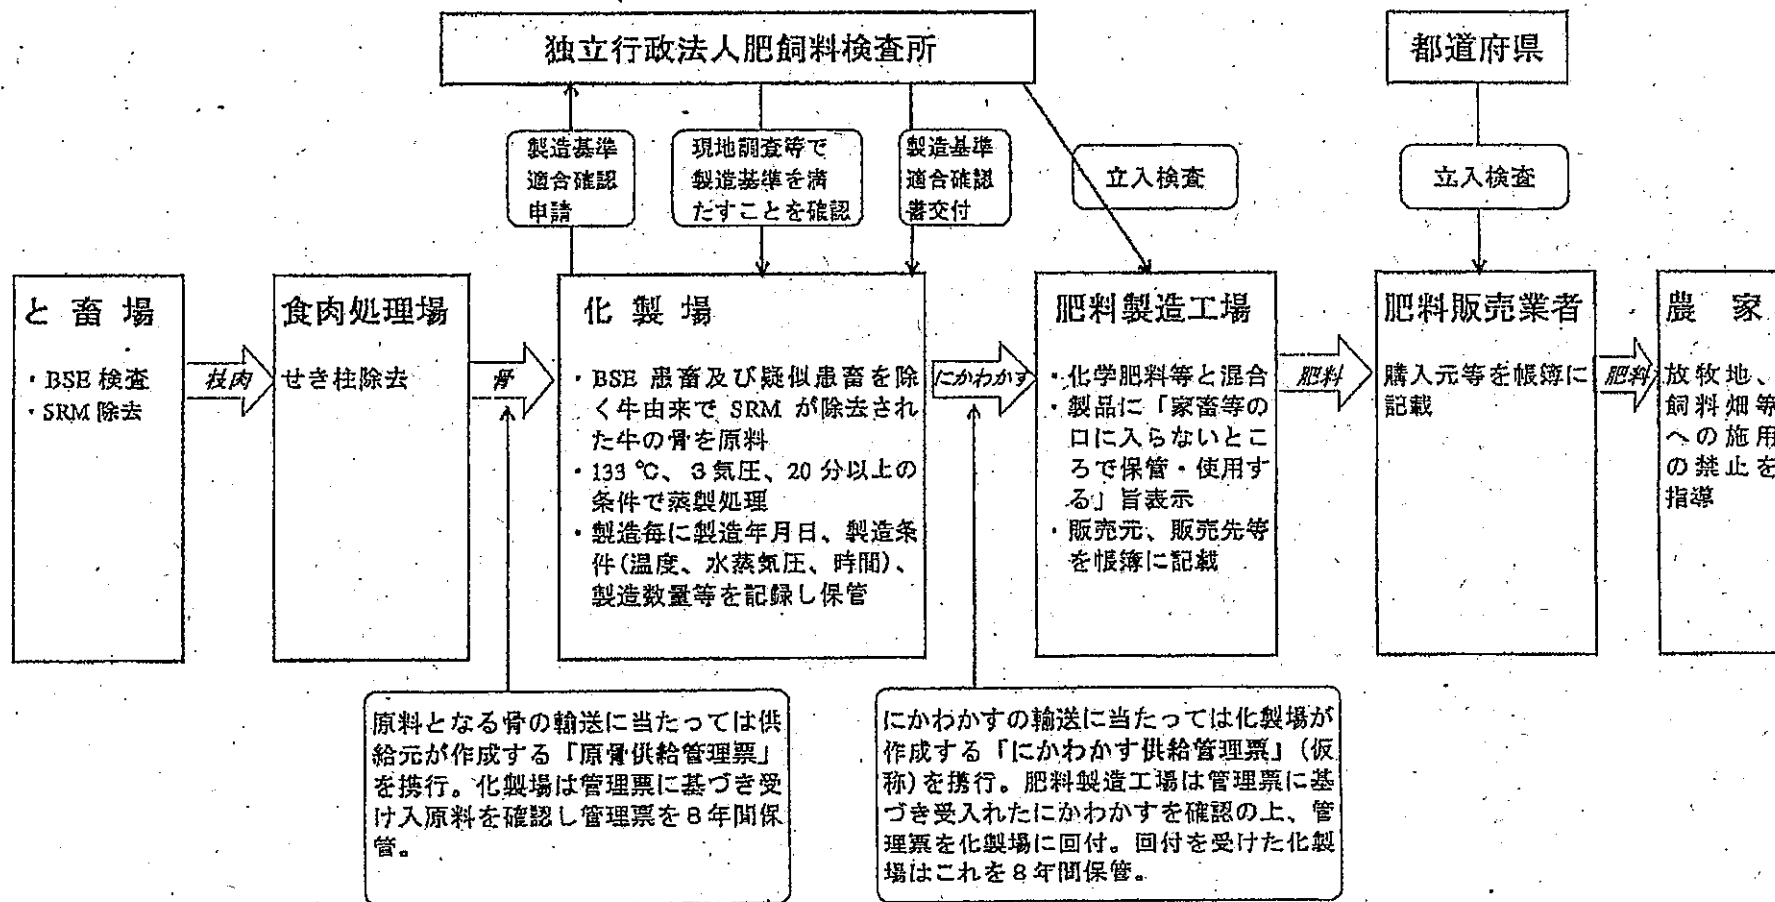 独立行政法人肥飼料検査所
都道府県
製造基準
適合確認
申請
現地調査等で
製造基準を満
たすことを確認
製造基準
適合確認
書交付
立入検査
立入検査
と畜場
・BSE 検査
・SRM 除去
枝肉
食肉処理場
せき柱除去
骨
化製場
・BSE 患畜及び疑似患畜を除
く牛由来で SRM が除去され
た牛の骨を原料
・133 ℃、3 気圧、20 分以上の
条件で蒸製処理
・製造毎に製造年月日、製造条
件(温度、水蒸気圧、時間)、
製造数量等を記録し保管
にかわかす
肥料製造工場
・化学肥料等と混合
・製品に「家畜等の
口に入らないとこ
ろで保管・使用す
る」旨表示
・販売元、販売先等
を帳簿に記載
肥料
肥料販売業者
購入元等を帳簿に
記載
肥料
農家
放牧地、
飼料畑等
への施用
の禁止を
指導
原料となる骨の輸送に当たっては供
給元が作成する「原骨供給管理票」
を携行。化製場は管理票に基づき受
け入原料を確認し管理票を8年間保
管。
にかわかすの輸送に当たっては化製場が
作成する「にかわかす供給管理票」(仮
称)を携行。肥料製造工場は管理票に基
づき受入れたにかわかすを確認の上、管
理票を化製場に回付。回付を受けた化製
場はこれを8年間保管。